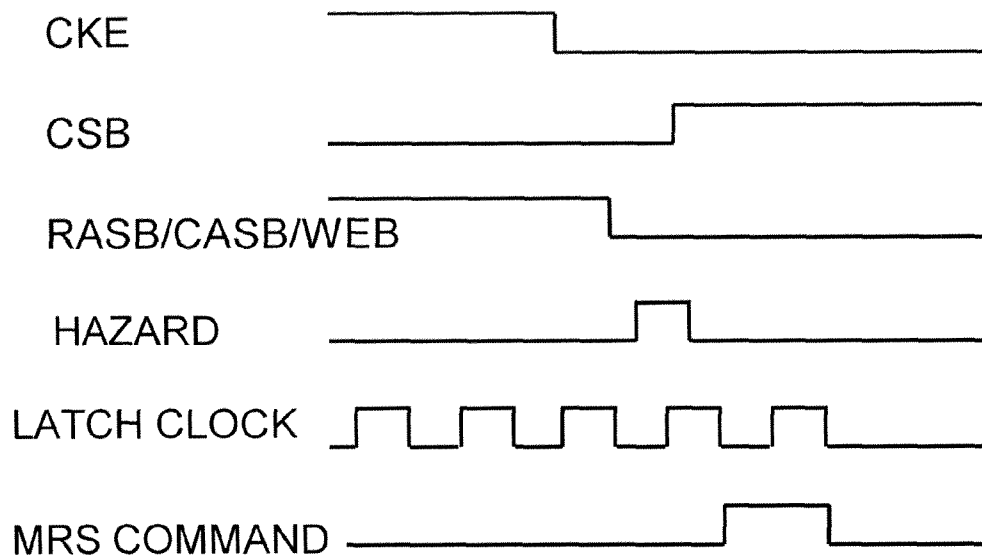 CKE
CSB
RASB/CASB/WEB
HAZARD
LATCH CLOCK
MRS COMMAND